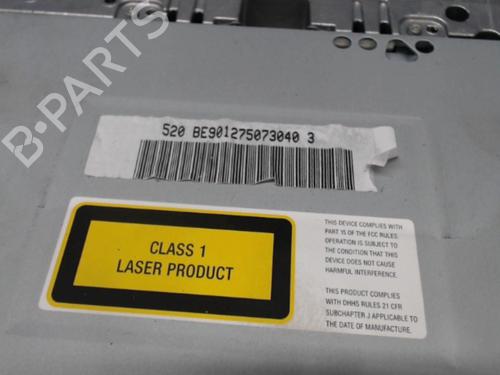 B-PARTS
520 BE901275073040 3
CLASS 1
LASER PRODUCT
THIS DEVICE COMPLIES WITH
PART 15 OF THE FCC RULES.
OPERATION IS SUBJECT TO
THE CONDITION THAT THIS
DEVICE DOES NOT CAUSE
HARMFUL INTERFERENCE.
THIS PRODUCT COMPLIES
WITH DHHS RULES 21 CFR
SUBCHAPTER J APPLICABLE TO
THE DATE OF MANUFACTURE.